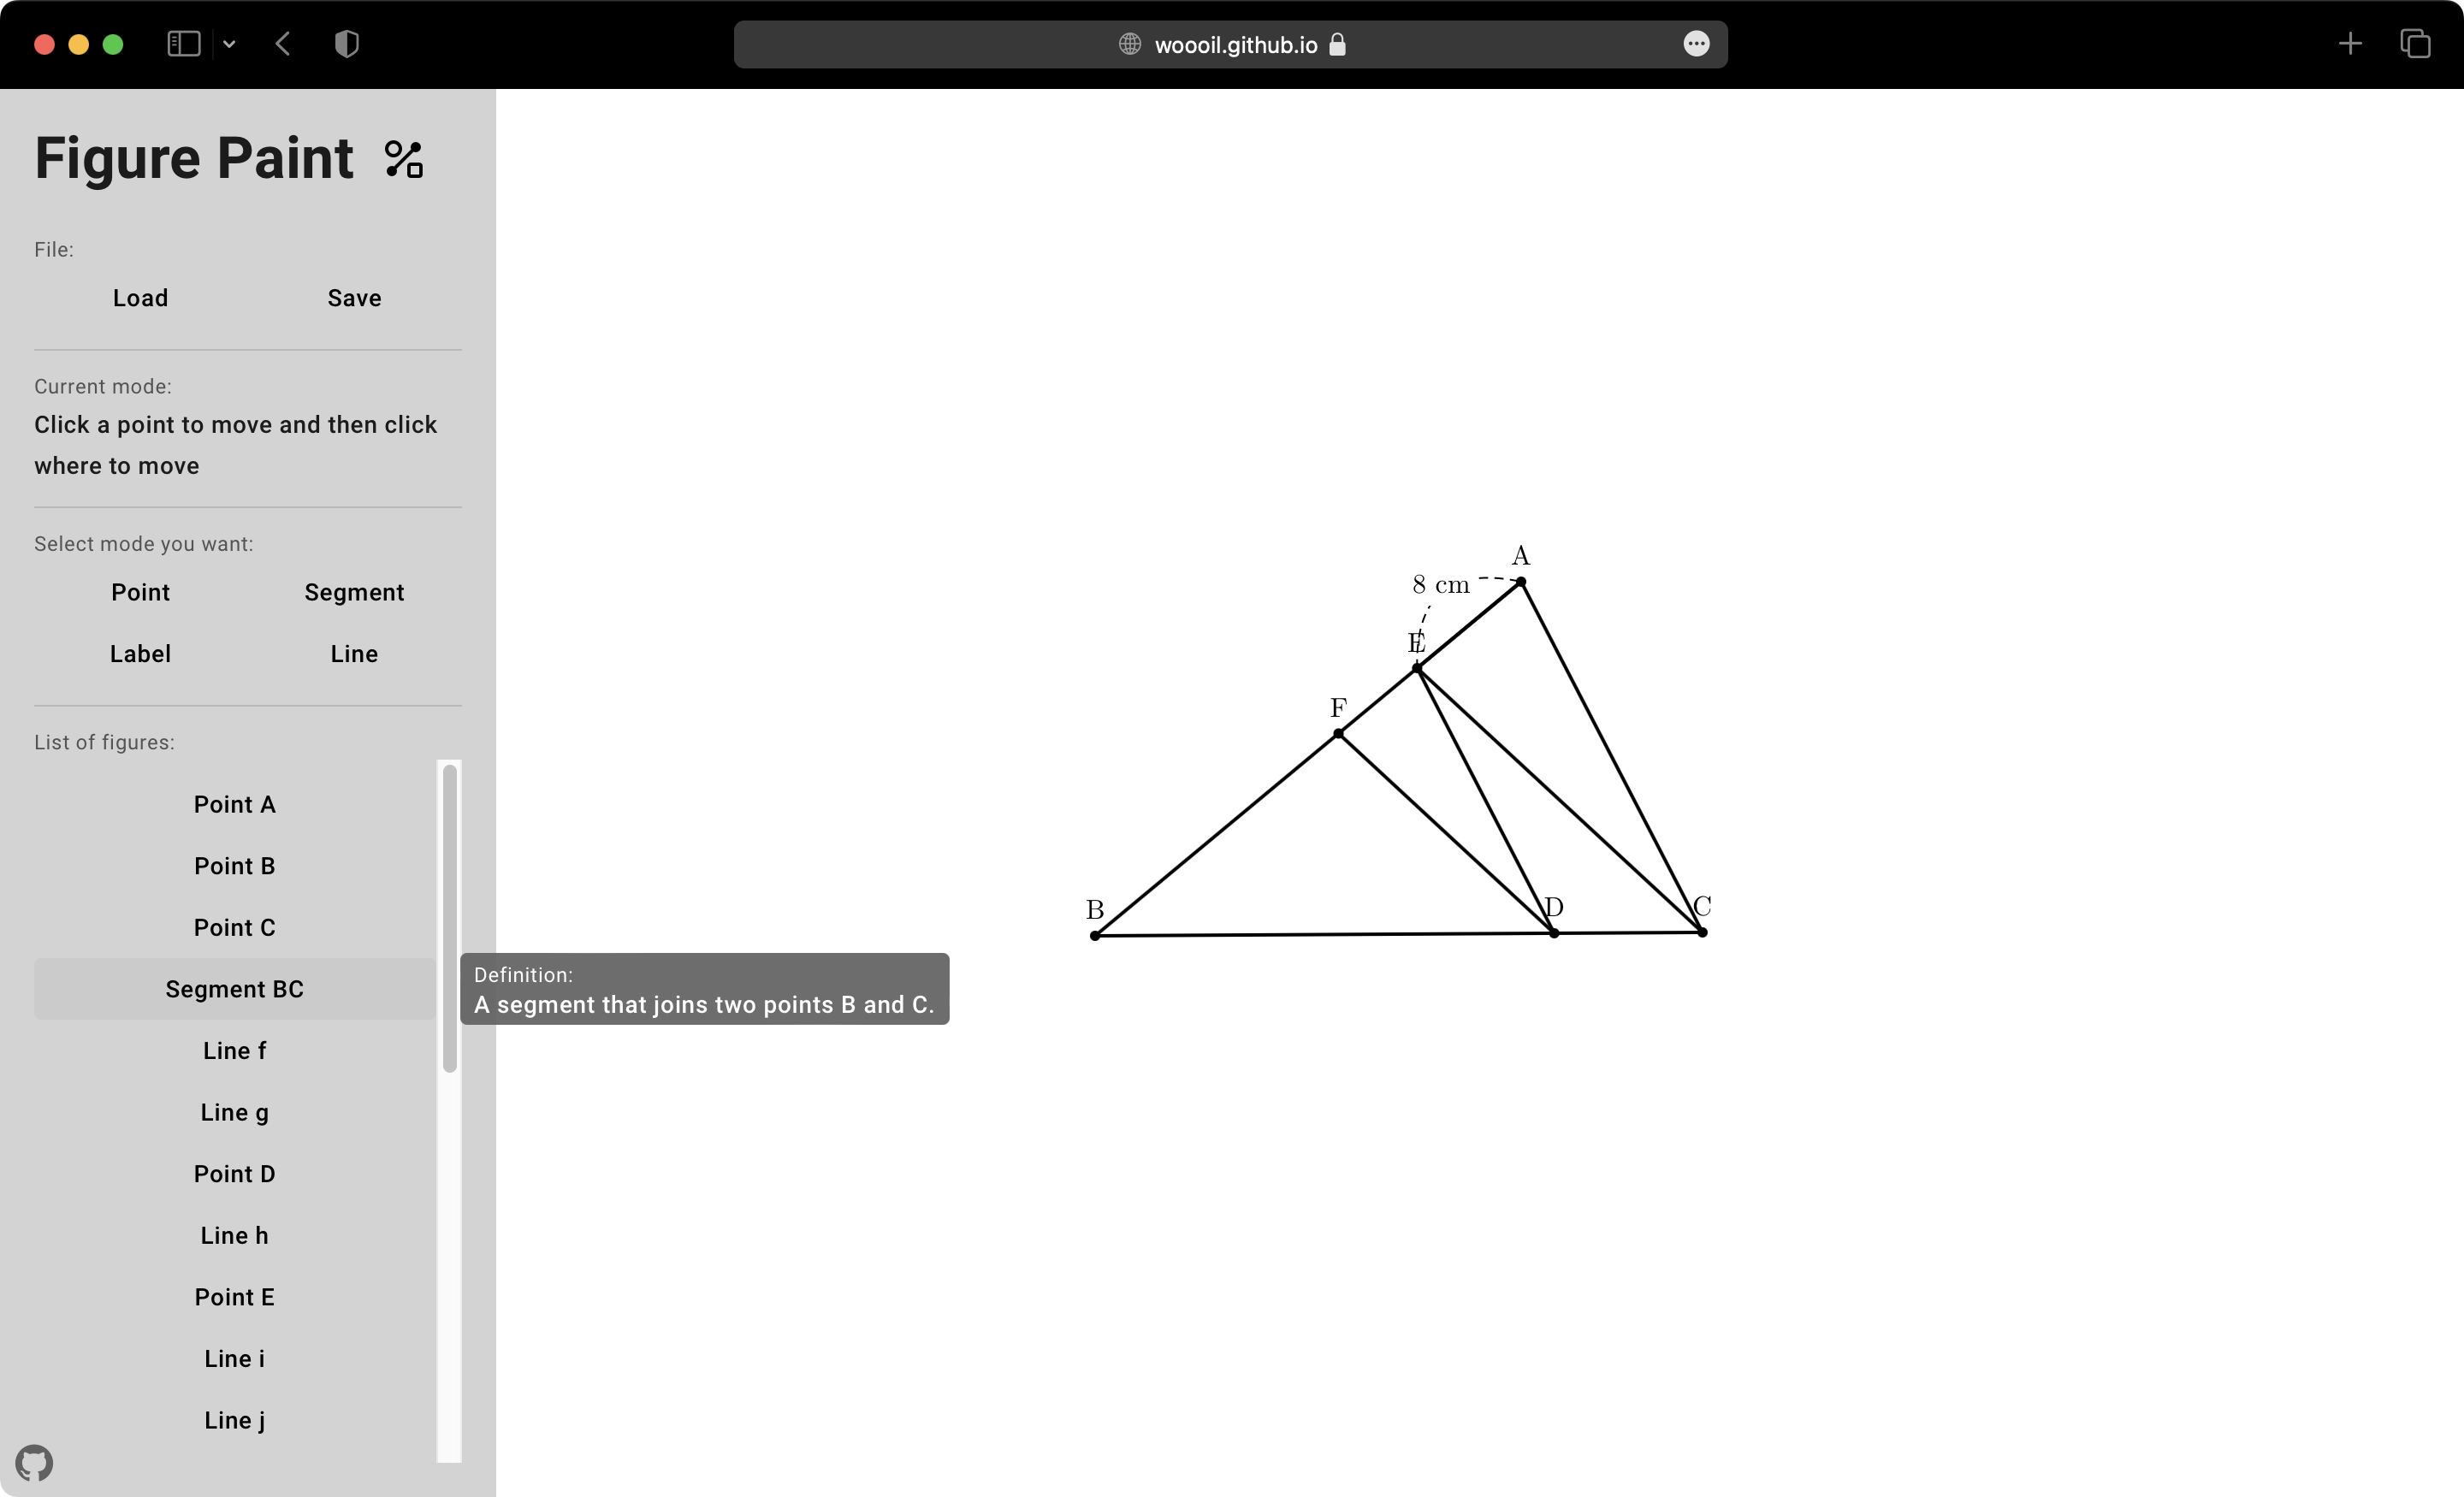 woooil.github.io
Figure Paint
File:
Load Save
Current mode:
Click a point to move and then click
where to move
Select mode you want:
Point Segment
Label Line
List of figures:
Point A
Point B
Point C
Segment BC
Line f
Line g
Point D
Line h
Point E
Line i
Line j
Definition:
A segment that joins two points B and C.
A
8 cm
E
F
B
D
C